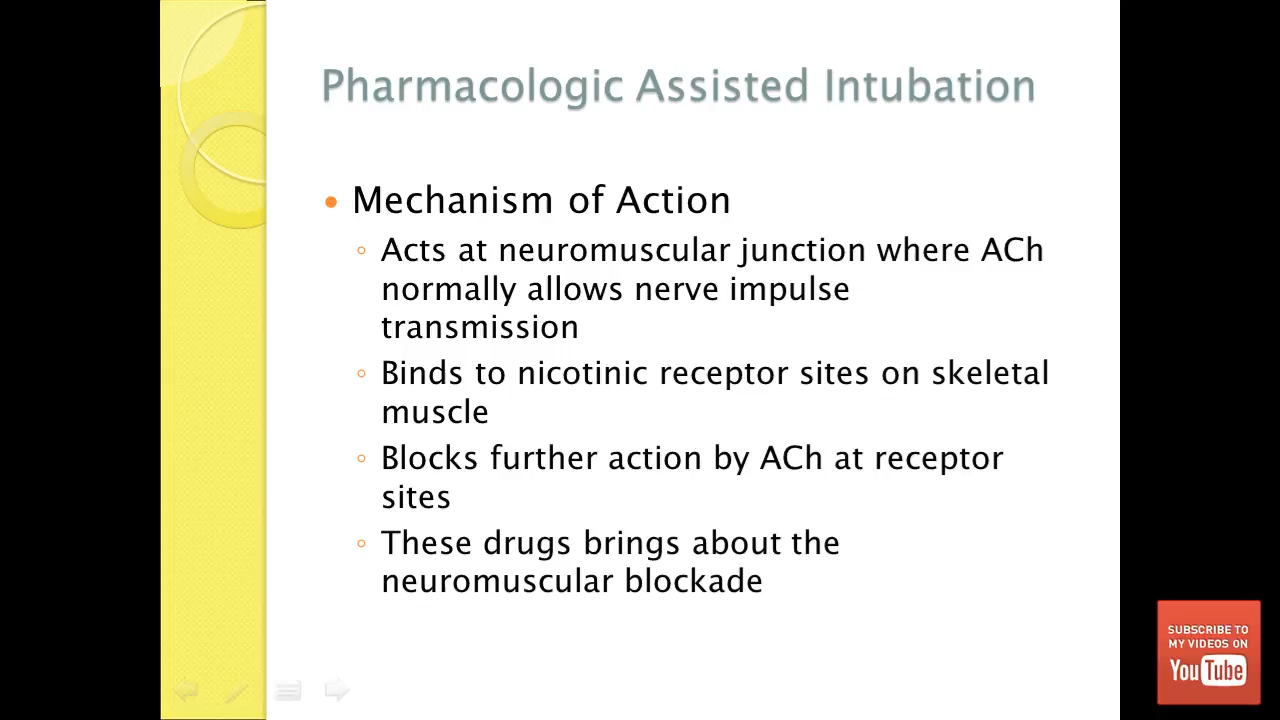 Pharmacologic Assisted Intubation
• Mechanism of Action
◦ Acts at neuromuscular junction where ACh
normally allows nerve impulse
transmission
◦ Binds to nicotinic receptor sites on skeletal
muscle
◦ Blocks further action by ACh at receptor
sites
◦ These drugs brings about the
neuromuscular blockade
SUBSCRIBE TO
MY VIDEOS ON
YouTube